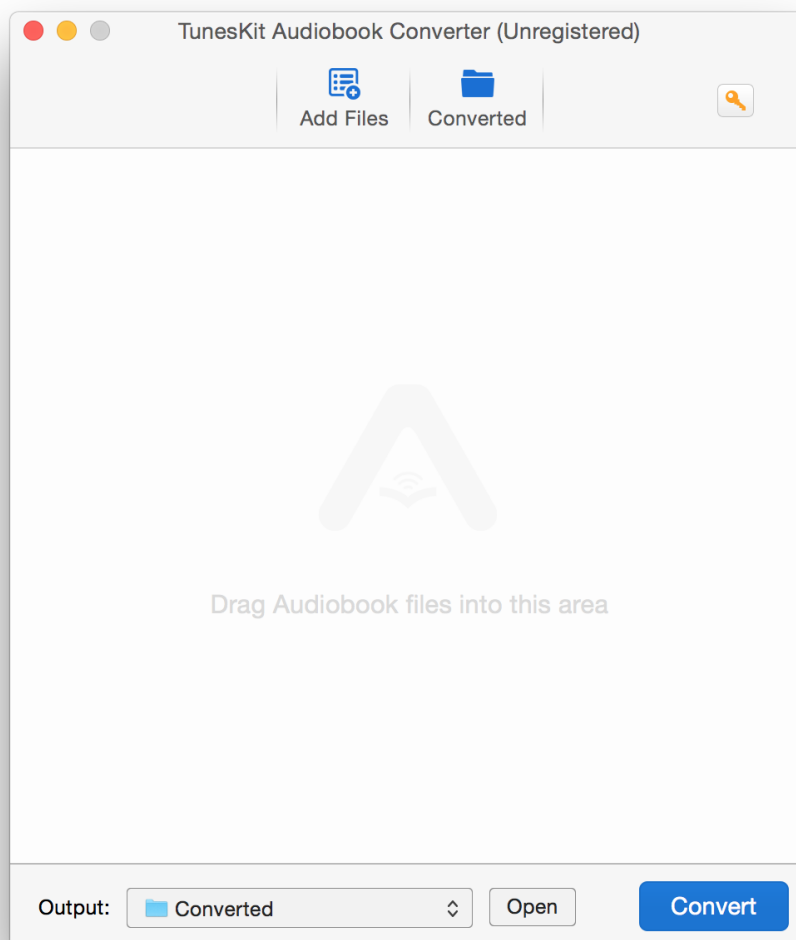 TunesKit Audiobook Converter (Unregistered)
Add Files
Converted
Drag Audiobook files into this area
Output:
Converted
Open
Convert